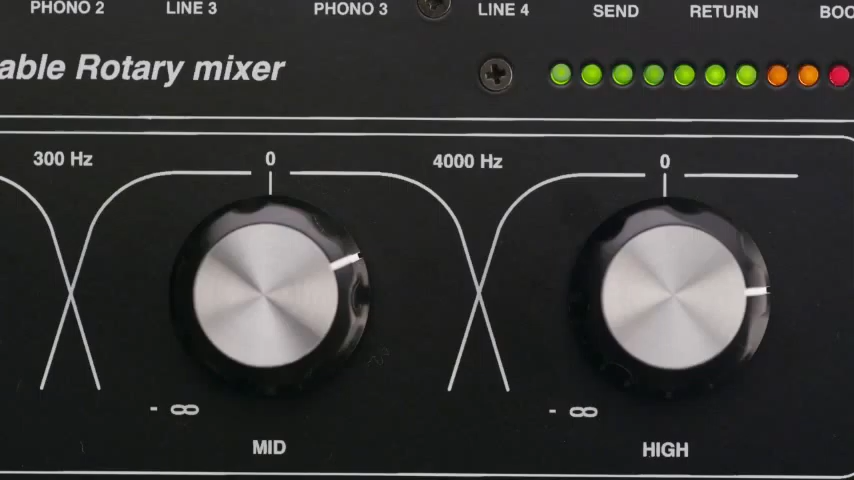 PHONO 2 LINE 3 PHONO 3 LINE 4 SEND RETURN BOO
able Rotary mixer
300 Hz 0 4000 Hz 0
- ∞ - ∞
MID HIGH